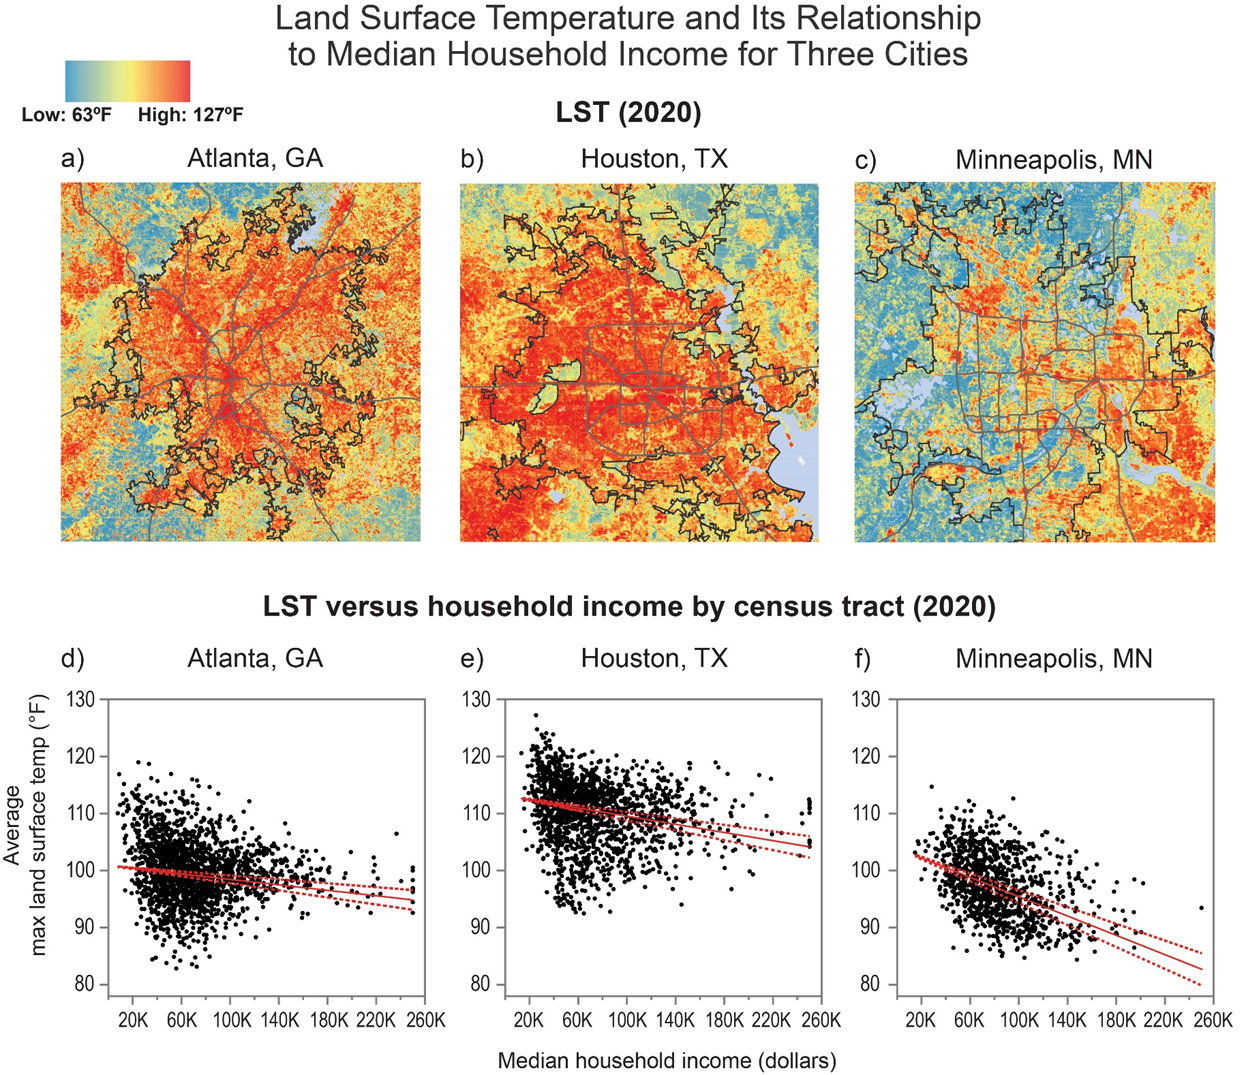 Land Surface Temperature and Its Relationship
to Median Household Income for Three Cities
Low: 63ºF High: 127ºF
LST (2020)
a) Atlanta, GA
b) Houston, TX
c) Minneapolis, MN
LST versus household income by census tract (2020)
d) Atlanta, GA
e) Houston, TX
f) Minneapolis, MN
Average
max land surface temp (°F)
130
120
110
100
90
80
20K 60K 100K 140K 180K 220K 260K
130
120
110
100
90
80
20K 60K 100K 140K 180K 220K 260K
130
120
110
100
90
80
20K 60K 100K 140K 180K 220K 260K
Median household income (dollars)